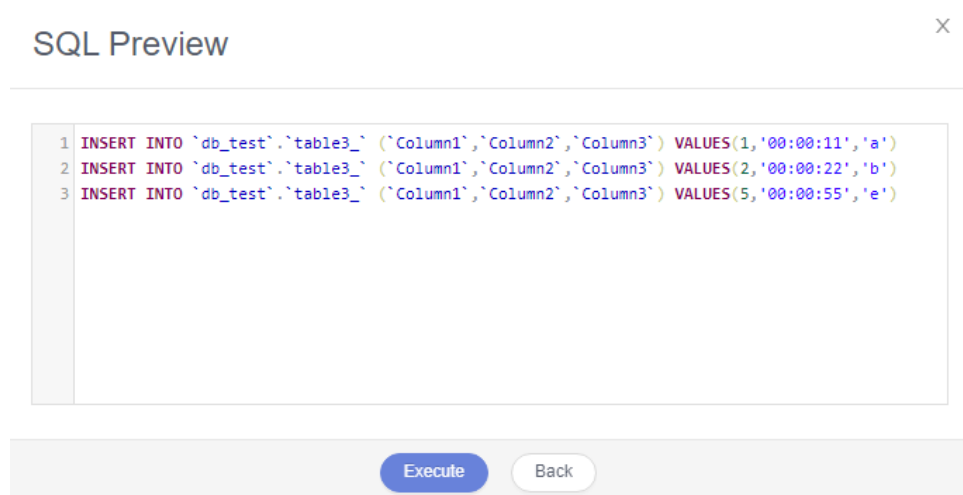 SQL Preview
X
1 INSERT INTO `db_test`.`table3_` (`Column1`,`Column2`,`Column3`) VALUES(1,'00:00:11','a')
2 INSERT INTO `db_test`.`table3_` (`Column1`,`Column2`,`Column3`) VALUES(2,'00:00:22','b')
3 INSERT INTO `db_test`.`table3_` (`Column1`,`Column2`,`Column3`) VALUES(5,'00:00:55','e')
Execute Back